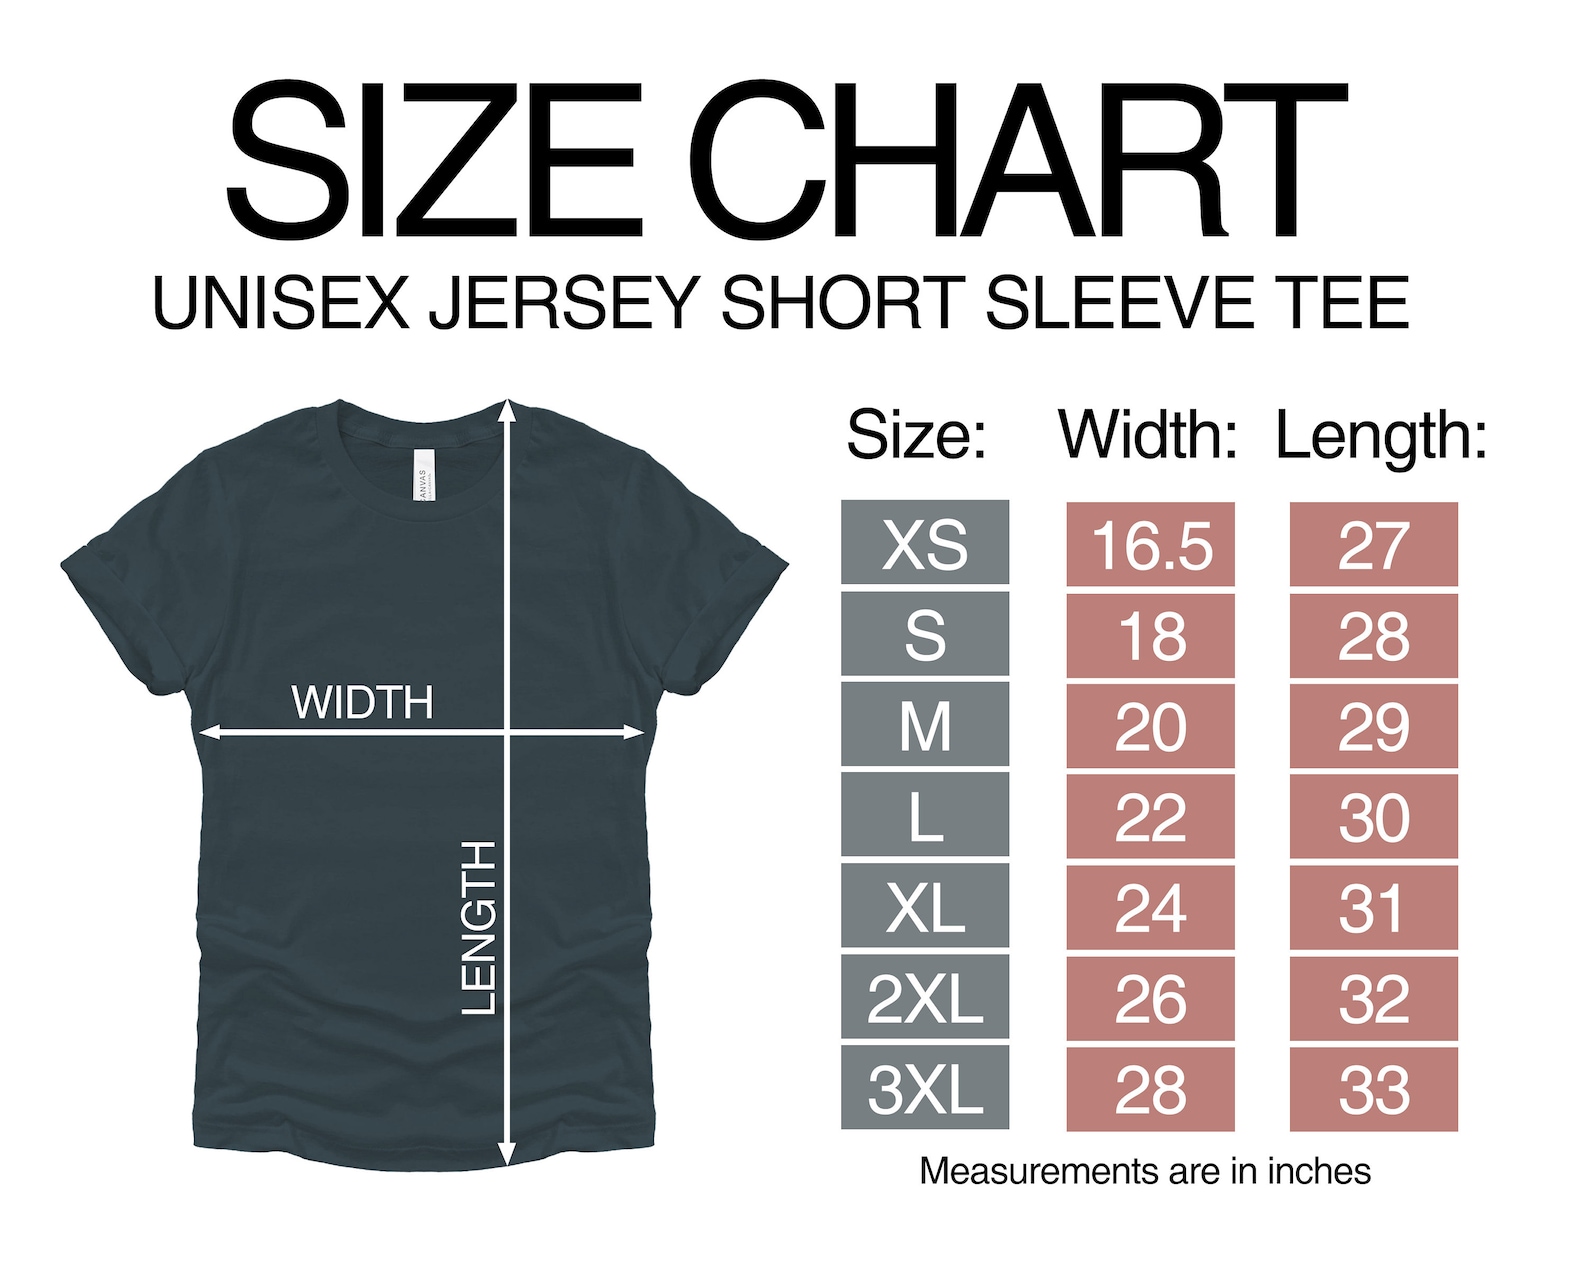 SIZE CHART
UNISEX JERSEY SHORT SLEEVE TEE
CANVAS
WIDTH
LENGTH
Size: Width: Length:
XS 16.5 27
S 18 28
M 20 29
L 22 30
XL 24 31
2XL 26 32
3XL 28 33
Measurements are in inches